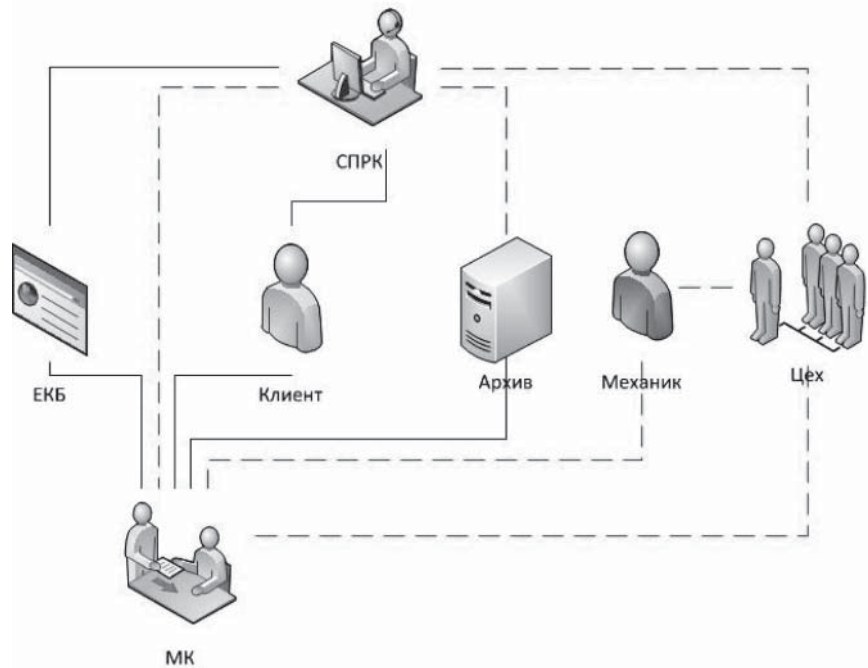 СПРК
ЕКБ
Клиент
Архив
Механик
Цех
МК